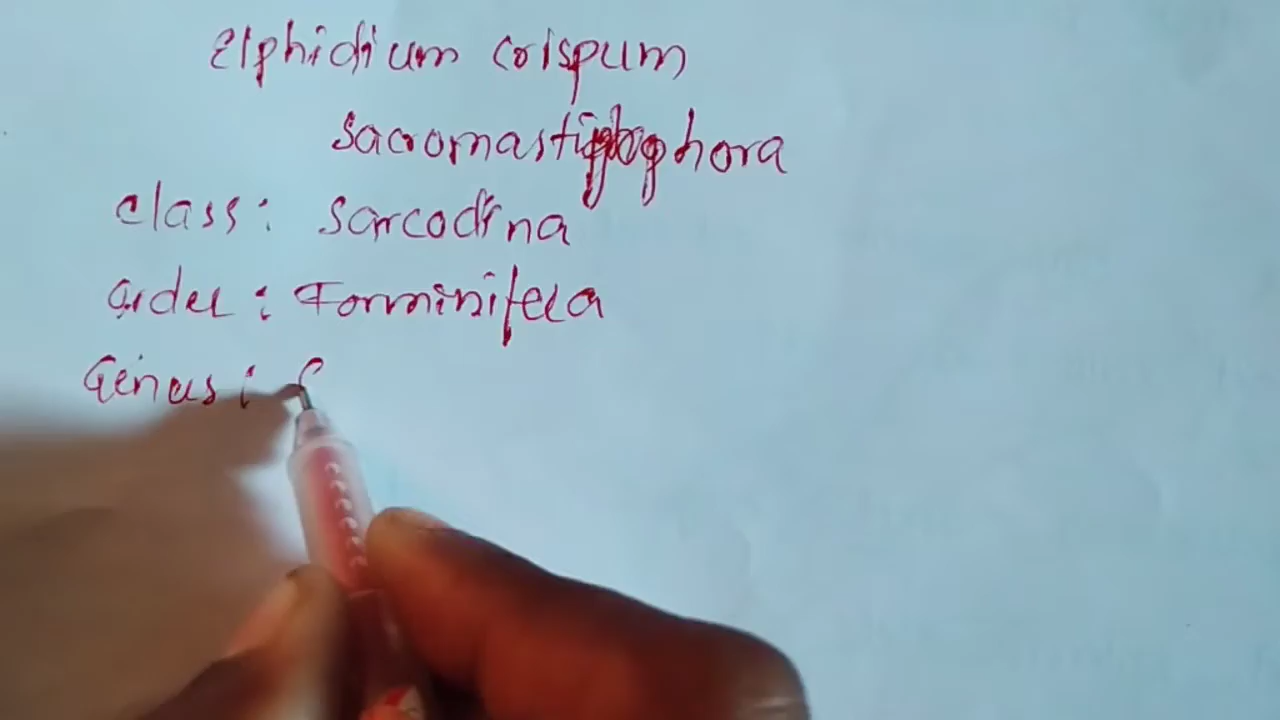 Elphidium crispum
Sacromastigophora
class: Sarcodina
order: Forminifera
Genus: